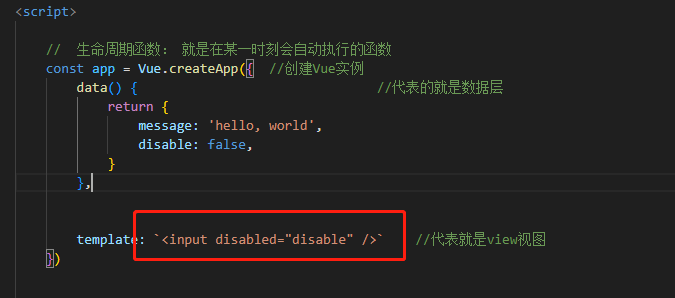 <script>
// 生命周期函数： 就是在某一时刻会自动执行的函数
const app = Vue.createApp({ //创建Vue实例
data() { //代表的就是数据层
return {
message: 'hello, world',
disable: false,
}
},
template: `<input disabled="disable" />` //代表就是view视图
})